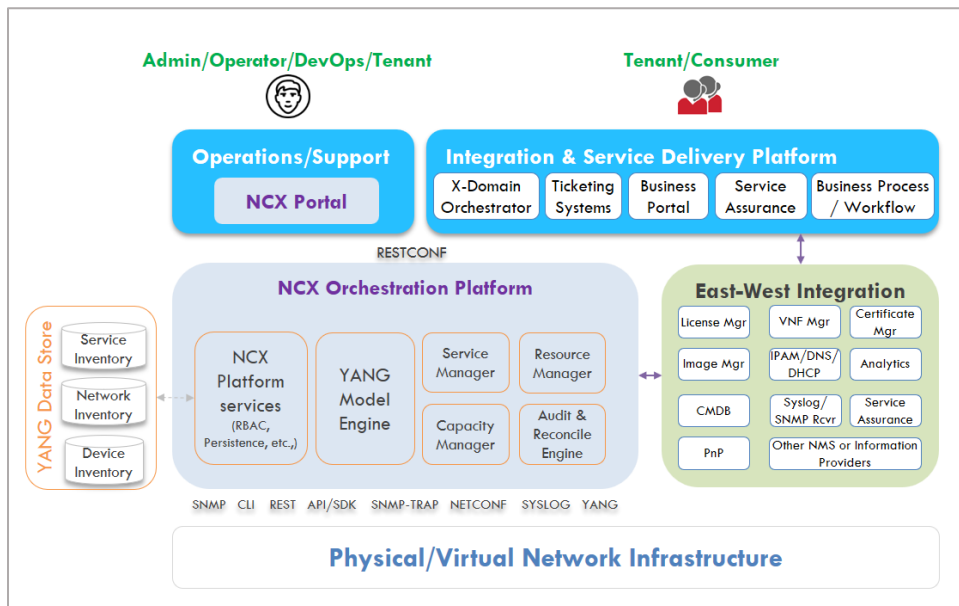 Admin/Operator/DevOps/Tenant
Tenant/Consumer
Operations/Support
NCX Portal
Integration & Service Delivery Platform
X-Domain
Orchestrator
Ticketing
Systems
Business
Portal
Service
Assurance
Business Process
/ Workflow
RESTCONF
NCX Orchestration Platform
YANG Data Store
Service
Inventory
Network
Inventory
Device
Inventory
NCX
Platform
services
(RBAC,
Persistence, etc.,)
YANG
Model
Engine
Service
Manager
Resource
Manager
Capacity
Manager
Audit &
Reconcile
Engine
East-West Integration
License Mgr
VNF Mgr
Certificate
Mgr
Image Mgr
IPAM/DNS/
DHCP
Analytics
CMDB
Syslog/
SNMP Rcvr
Service
Assurance
PnP
Other NMS or Information
Providers
SNMP CLI REST API/SDK SNMP-TRAP NETCONF SYSLOG YANG
Physical/Virtual Network Infrastructure